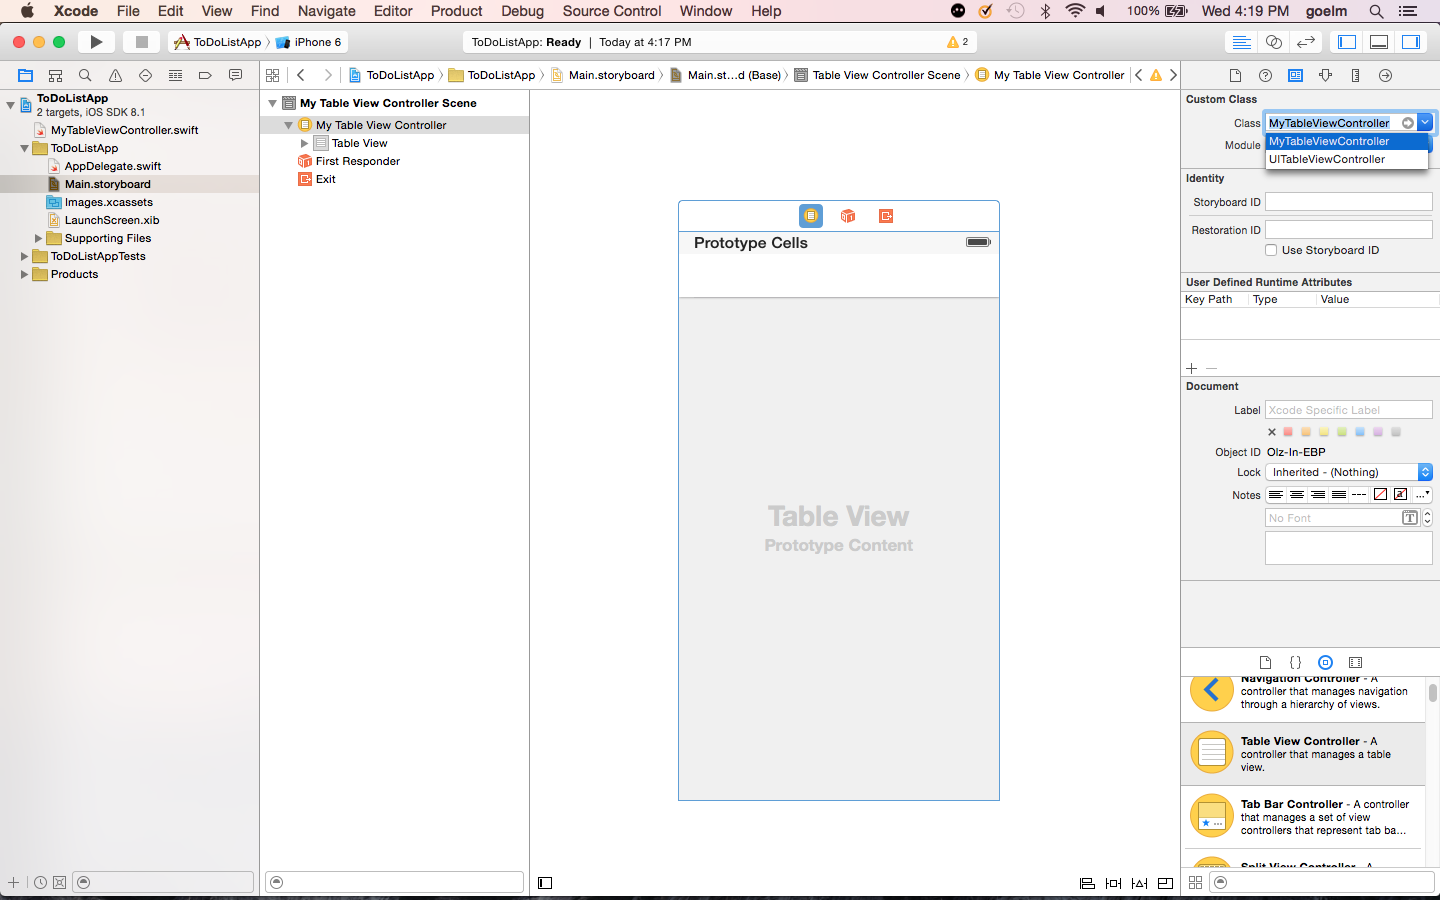 Xcode File Edit View Find Navigate Editor Product Debug Source Control Window Help 100% Wed 4:19 PM goelm
ToDoListApp iPhone 6 ToDoListApp: Ready | Today at 4:17 PM 2
ToDoListApp ToDoListApp Main.storyboard Main.st...d (Base) Table View Controller Scene My Table View Controller
ToDoListApp
2 targets, iOS SDK 8.1
MyTableViewController.swift
ToDoListApp
AppDelegate.swift
Main.storyboard
Images.xcassets
LaunchScreen.xib
Supporting Files
ToDoListAppTests
Products
My Table View Controller Scene
My Table View Controller
Table View
First Responder
Exit
Prototype Cells
Table View
Prototype Content
Custom Class
Class MyTableViewController
Module MyTableViewController
UITableViewController
Identity
Storyboard ID
Restoration ID
Use Storyboard ID
User Defined Runtime Attributes
Key Path Type Value
Document
Label Xcode Specific Label
Object ID Olz-In-EBP
Lock Inherited - (Nothing)
Notes
No Font
Navigation Controller - A
controller that manages navigation
through a hierarchy of views.
Table View Controller - A
controller that manages a table
view.
Tab Bar Controller - A controller
that manages a set of view
controllers that represent tab ba...
Split View Controller - A